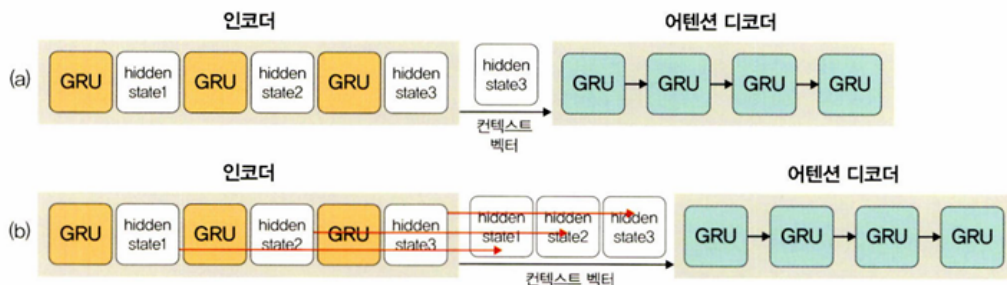 인코더
어텐션 디코더
(a)
GRU
hidden
state1
GRU
hidden
state2
GRU
hidden
state3
hidden
state3
컨텍스트
벡터
GRU
GRU
GRU
GRU
인코더
어텐션 디코더
(b)
GRU
hidden
state1
GRU
hidden
state2
GRU
hidden
state3
hidden
state1
hidden
state2
hidden
state3
컨텍스트 벡터
GRU
GRU
GRU
GRU